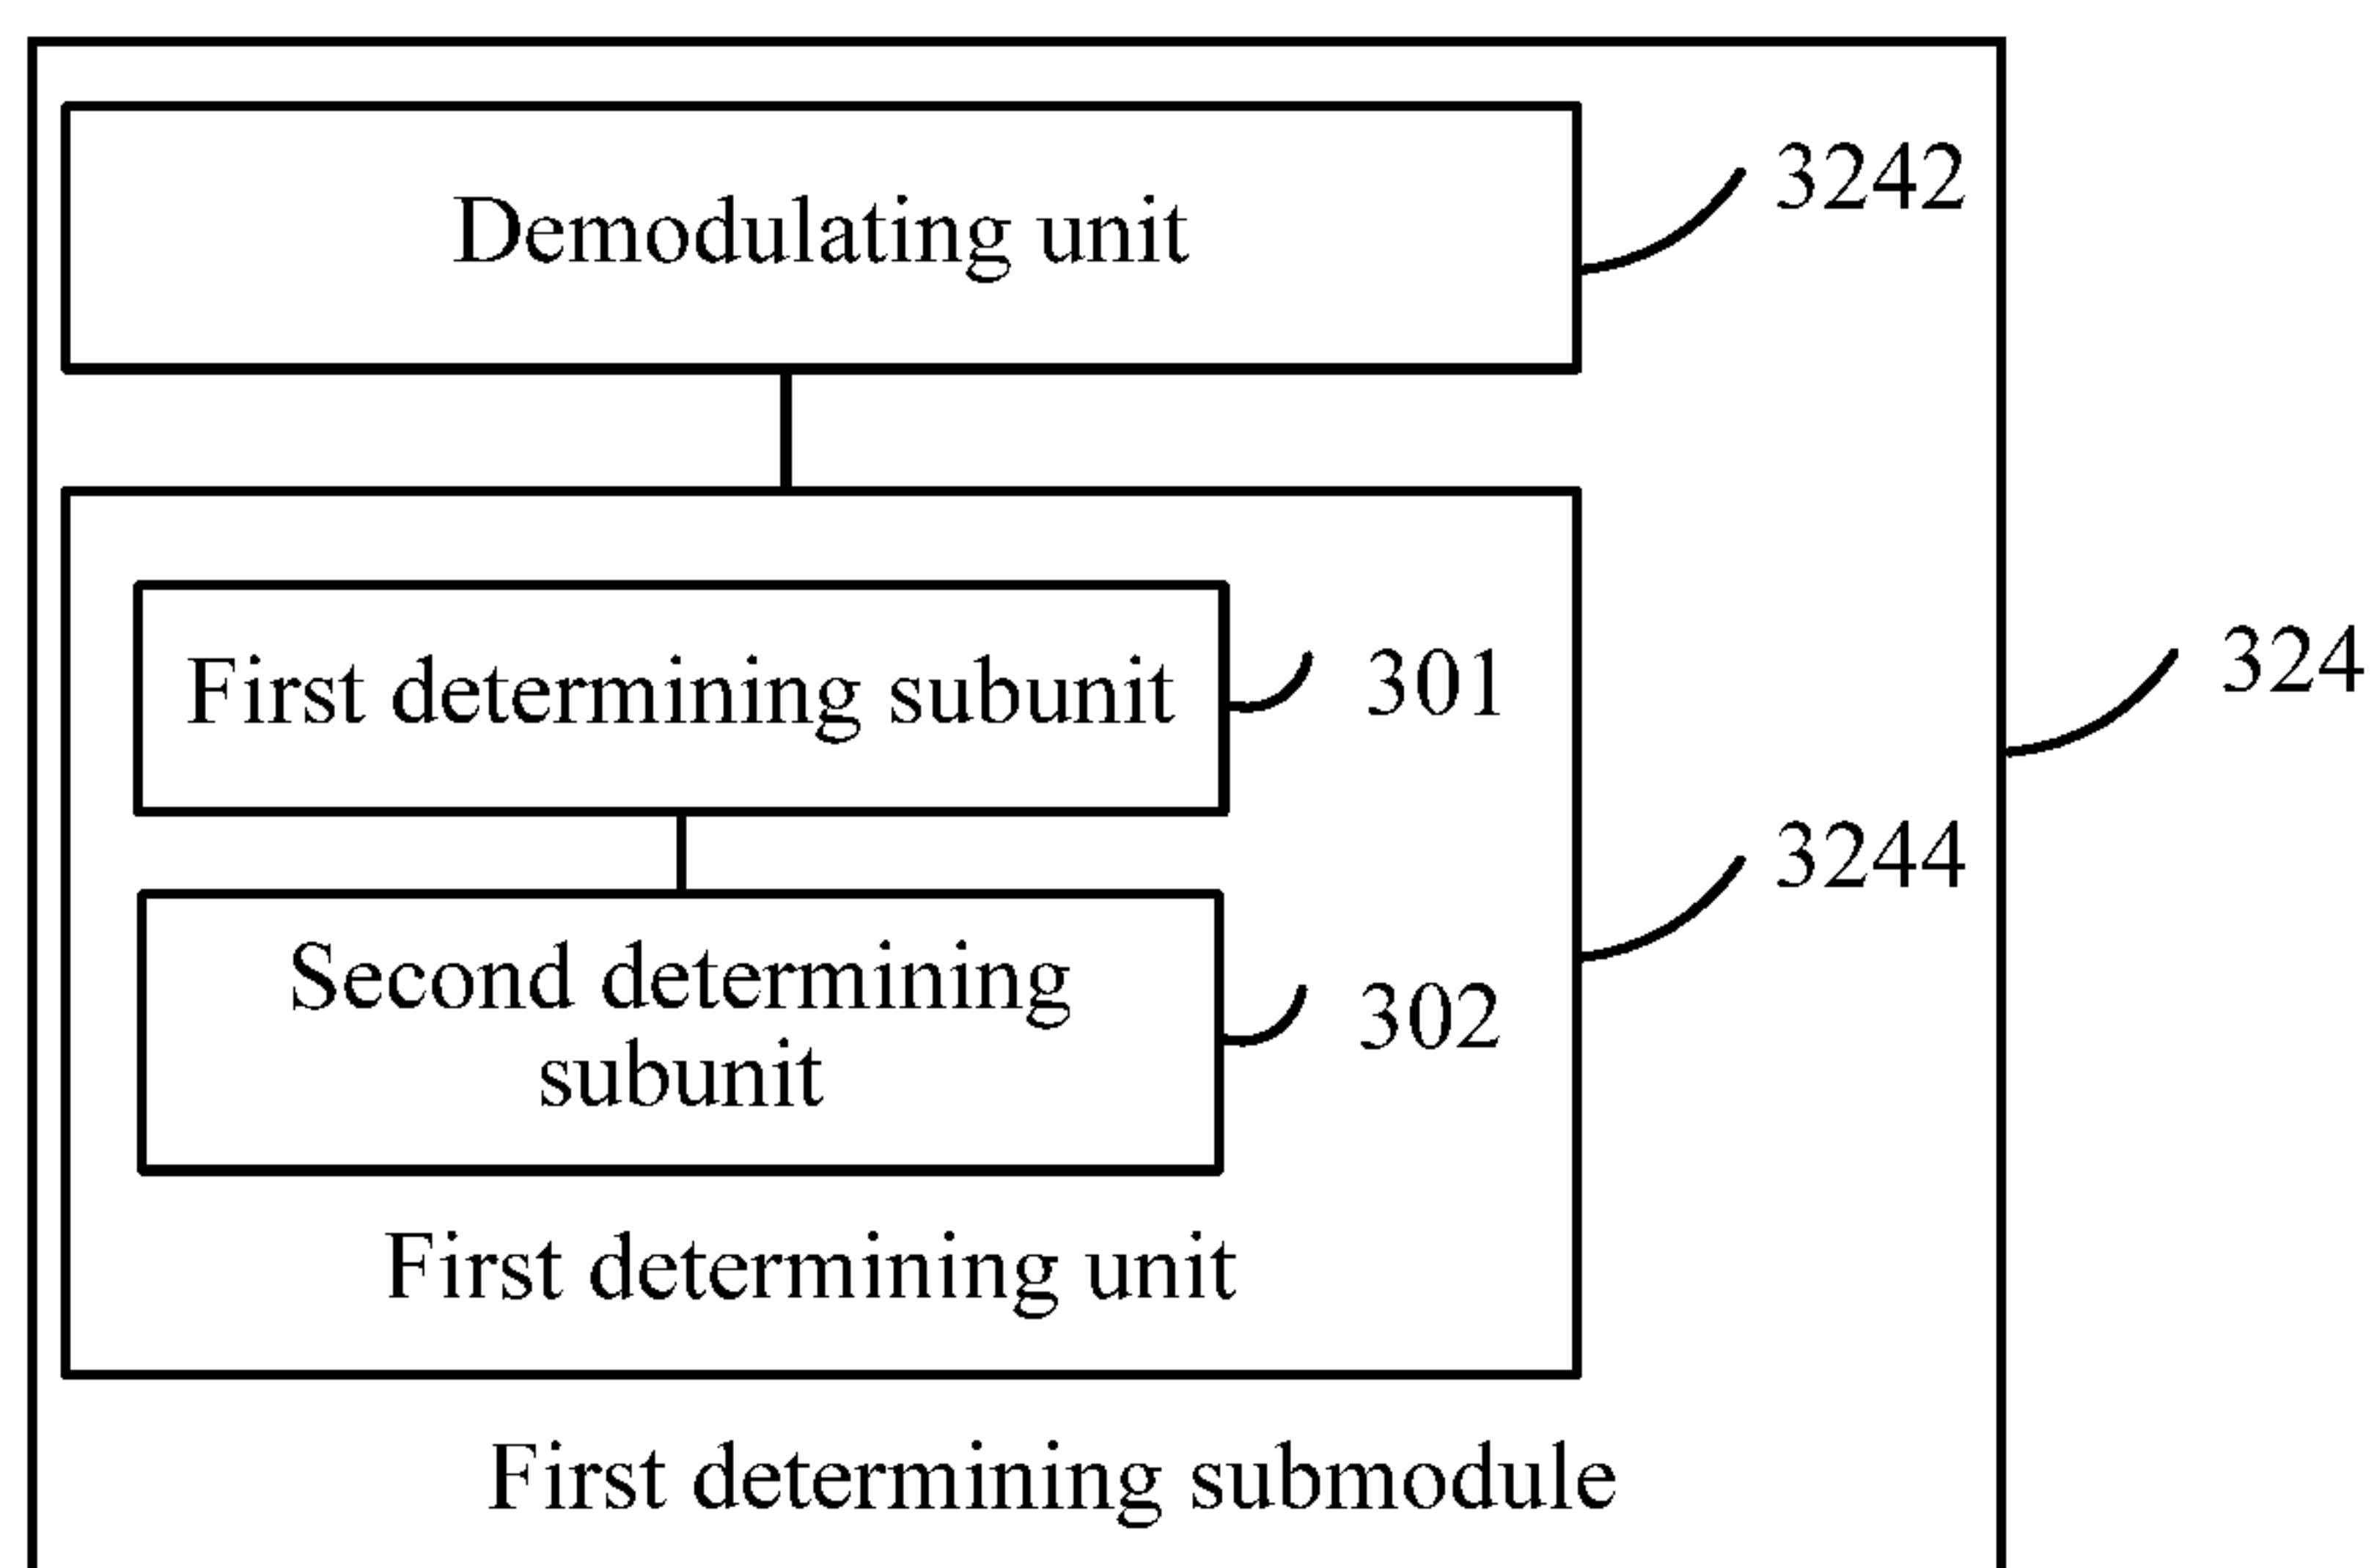 Demodulating unit
3242
First determining subunit
301
324
3244
Second determining
subunit
302
First determining unit
First determining submodule